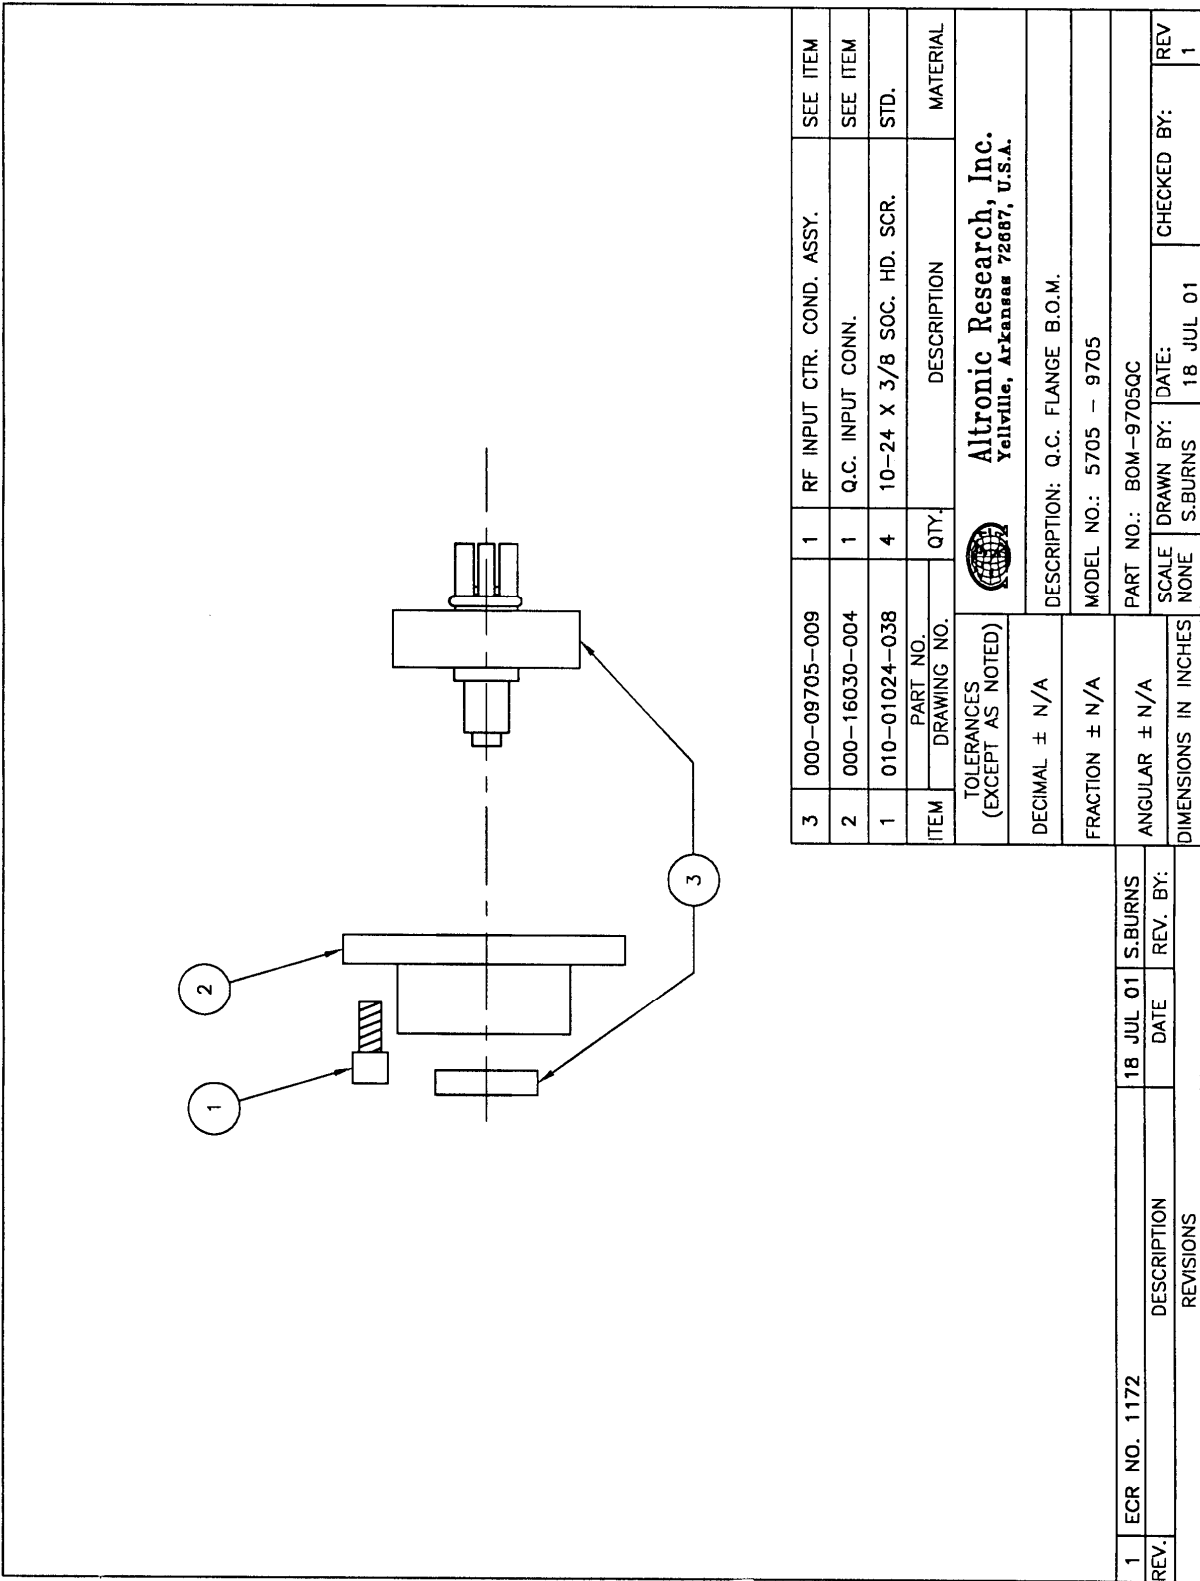 1
2
3
3 000-09705-009 1 RF INPUT CTR. COND. ASSY. SEE ITEM
2 000-16030-004 1 Q.C. INPUT CONN. SEE ITEM
1 010-01024-038 4 10-24 X 3/8 SOC. HD. SCR. STD.
ITEM PART NO. DRAWING NO. QTY. DESCRIPTION MATERIAL
TOLERANCES
(EXCEPT AS NOTED)
DECIMAL ± N/A
FRACTION ± N/A
ANGULAR ± N/A
DIMENSIONS IN INCHES
Altronic Research, Inc.
Yellville, Arkansas 72687, U.S.A.
DESCRIPTION: Q.C. FLANGE B.O.M.
MODEL NO.: 5705 - 9705
PART NO.: BOM-9705QC
SCALE DRAWN BY: DATE: CHECKED BY: REV
NONE S.BURNS 18 JUL 01 1
1 ECR NO. 1172 18 JUL 01 S.BURNS
REV. DESCRIPTION DATE REV. BY:
REVISIONS